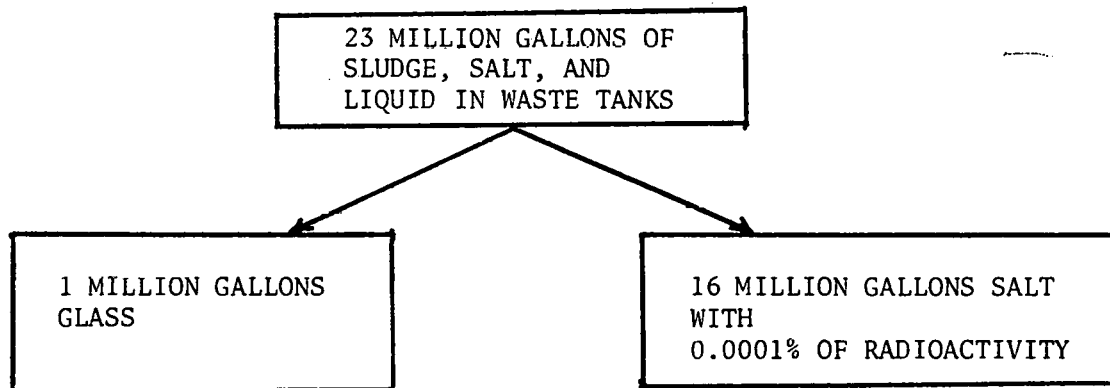 23 MILLION GALLONS OF
SLUDGE, SALT, AND
LIQUID IN WASTE TANKS
1 MILLION GALLONS
GLASS
16 MILLION GALLONS SALT
WITH
0.0001% OF RADIOACTIVITY